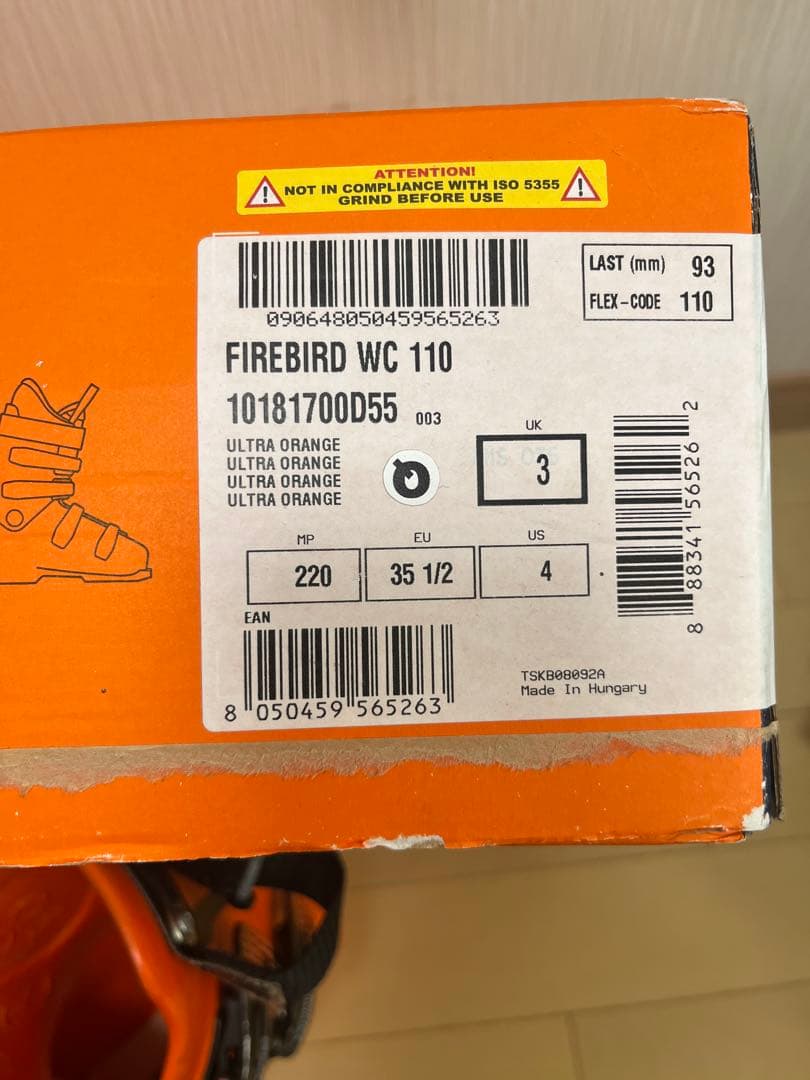 ATTENTION!
NOT IN COMPLIANCE WITH ISO 5355
GRIND BEFORE USE
LAST (mm) 93
FLEX-CODE 110
090648050459565263
FIREBIRD WC 110
10181700D55 003
ULTRA ORANGE
ULTRA ORANGE
ULTRA ORANGE
ULTRA ORANGE
UK
3
MP
220
EU
35 1/2
US
4
8 88341 56526 2
EAN
8 050459 565263
TSKB08092A
Made In Hungary